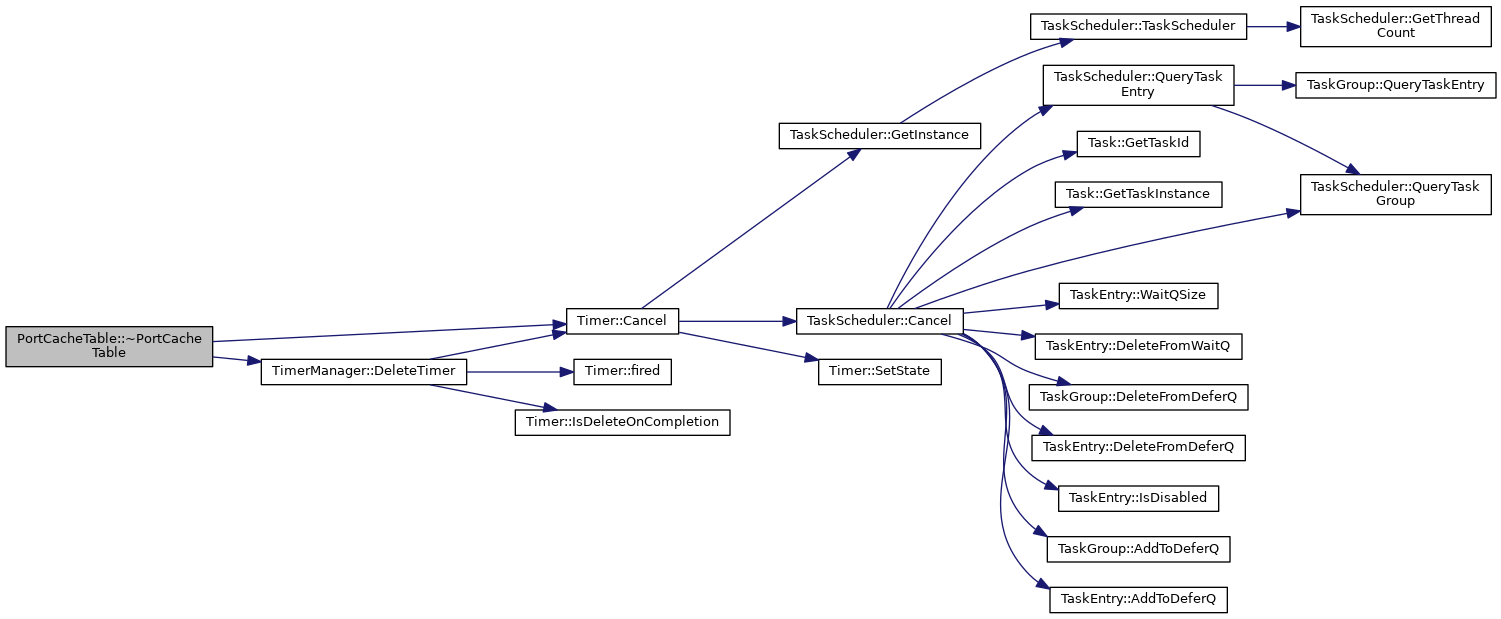 PortCacheTable::~PortCache
Table
TimerManager::DeleteTimer
Timer::Cancel
Timer::fired
Timer::IsDeleteOnCompletion
TaskScheduler::GetInstance
TaskScheduler::Cancel
Timer::SetState
TaskScheduler::TaskScheduler
TaskScheduler::QueryTask
Entry
Task::GetTaskId
Task::GetTaskInstance
TaskEntry::WaitQSize
TaskEntry::DeleteFromWaitQ
TaskGroup::DeleteFromDeferQ
TaskEntry::DeleteFromDeferQ
TaskEntry::IsDisabled
TaskGroup::AddToDeferQ
TaskEntry::AddToDeferQ
TaskScheduler::GetThread
Count
TaskGroup::QueryTaskEntry
TaskScheduler::QueryTask
Group